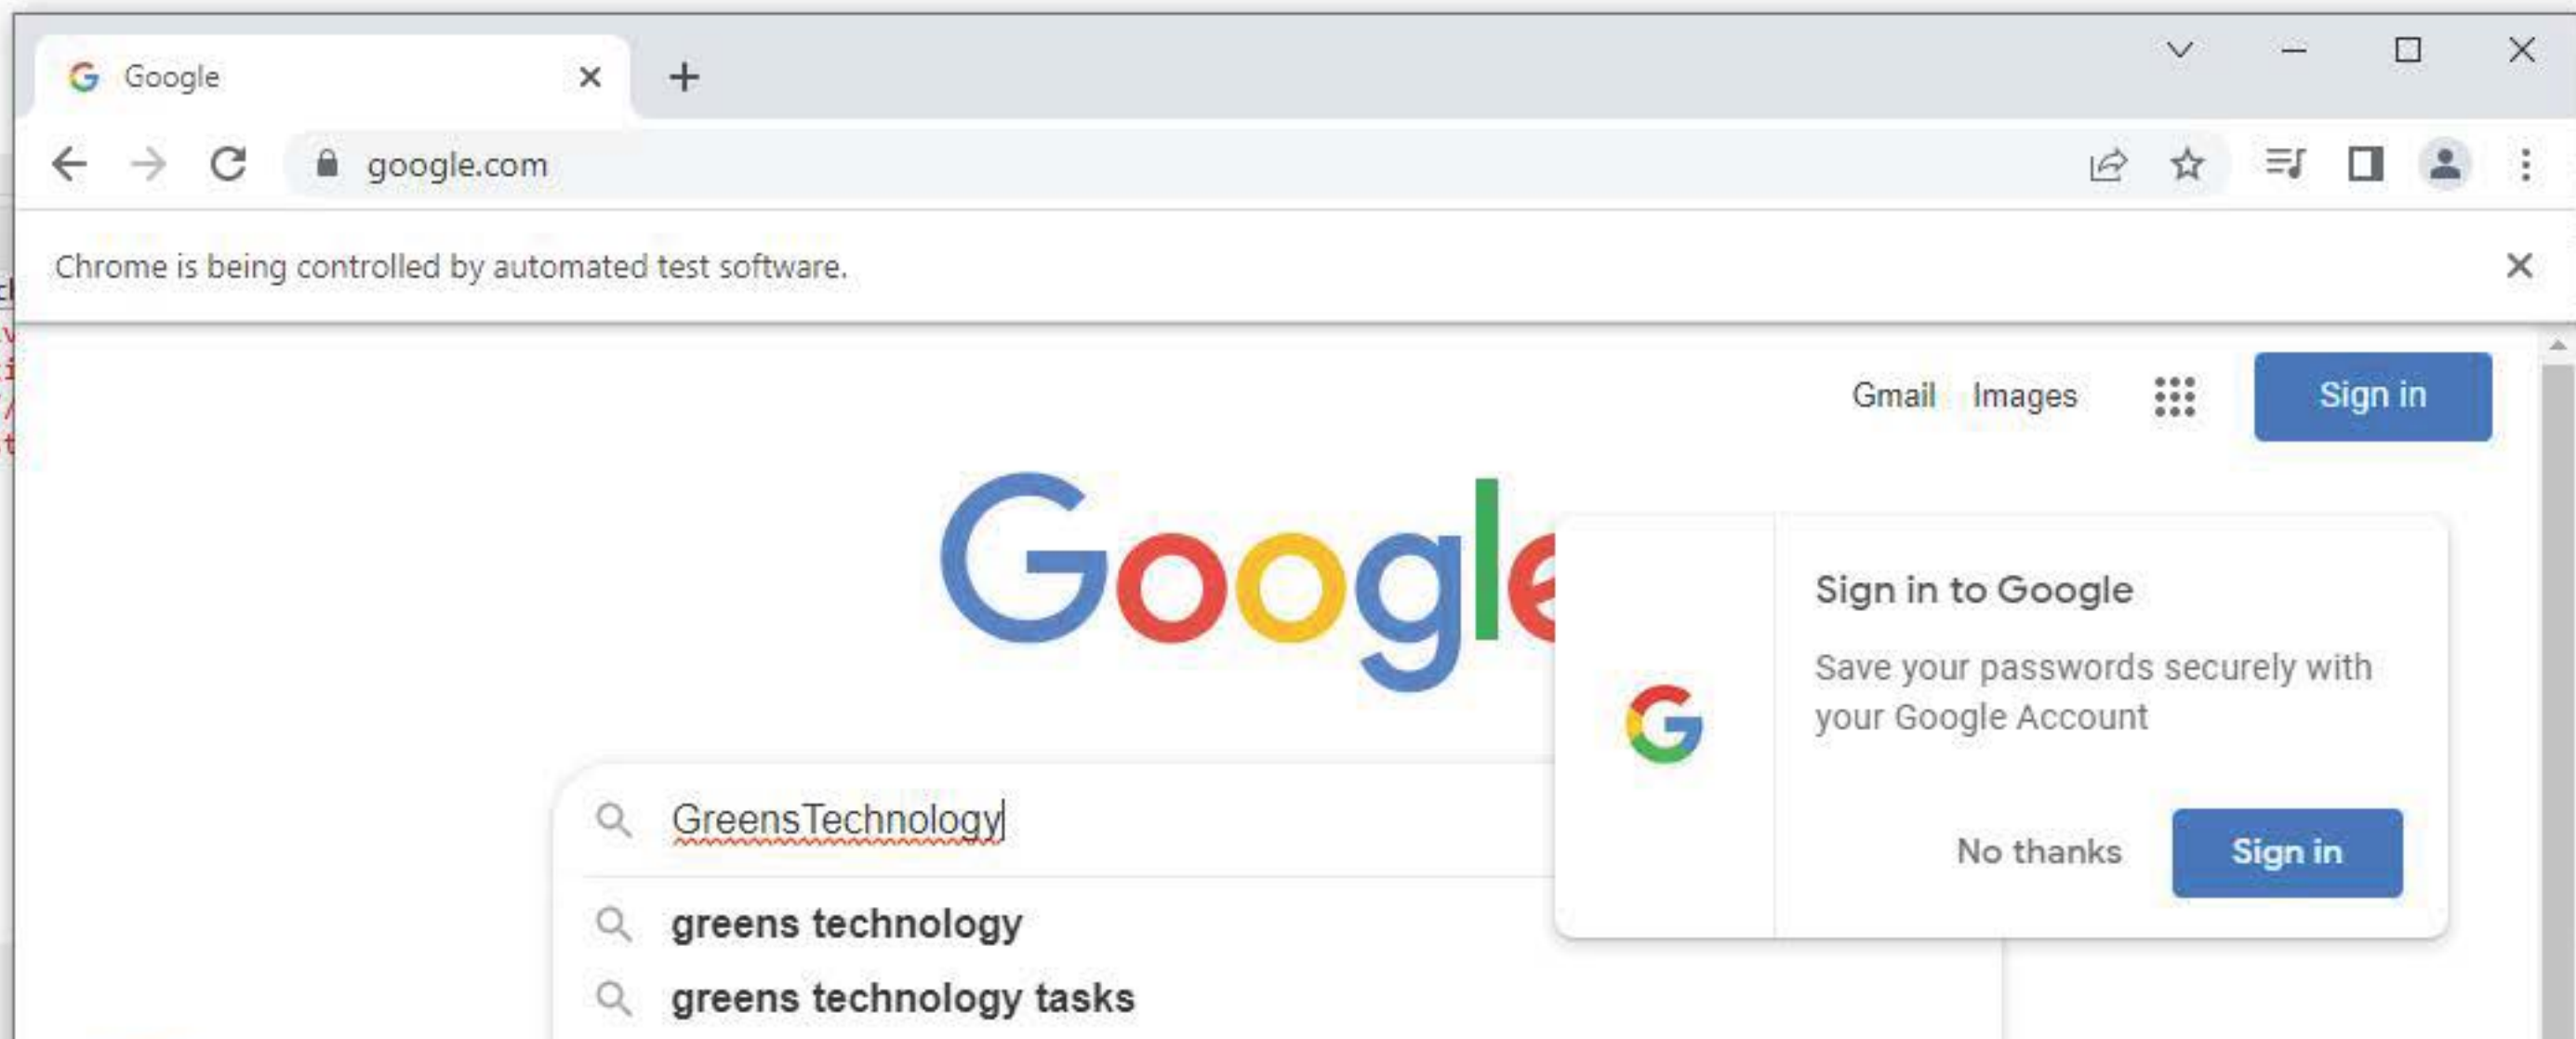 Google
google.com
Chrome is being controlled by automated test software.
Gmail Images Sign in
Google
Sign in to Google
Save your passwords securely with
your Google Account
No thanks Sign in
GreensTechnology
greens technology
greens technology tasks